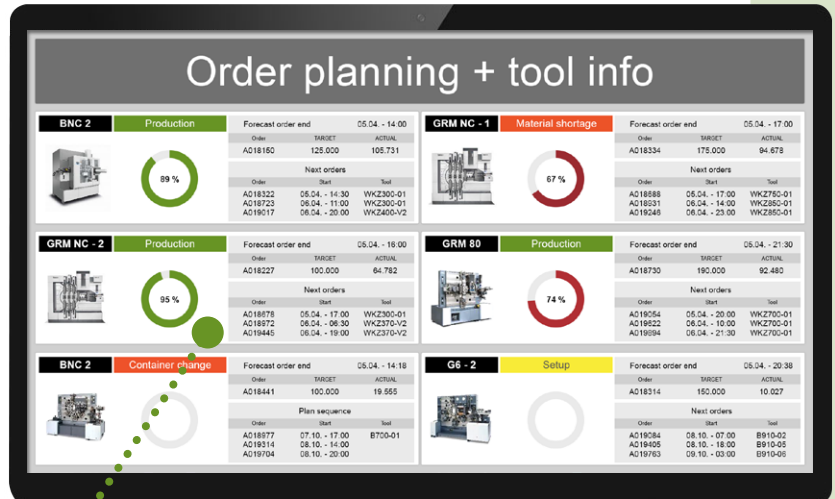 Order planning + tool info
BNC 2 Production Forecast order end 05.04. - 14:00
Order TARGET ACTUAL
A018150 125.000 105.731
89 %
Next orders
Order Start Tool
A018322 05.04. - 14:30 WKZ300-01
A018723 06.04. - 11:00 WKZ300-01
A019017 06.04. - 20:00 WKZ400-V2
GRM NC - 1 Material shortage Forecast order end 05.04. - 17:00
Order TARGET ACTUAL
A018334 175.000 94.678
67 %
Next orders
Order Start Tool
A018688 05.04. - 17:00 WKZ750-01
A018931 06.04. - 14:00 WKZ850-01
A019246 06.04. - 23:00 WKZ850-01
GRM NC - 2 Production Forecast order end 05.04. - 16:00
Order TARGET ACTUAL
A018227 100.000 64.782
95 %
Next orders
Order Start Tool
A018678 05.04. - 17:00 WKZ300-01
A018972 06.04. - 06:30 WKZ370-V2
A019445 06.04. - 19:00 WKZ370-V2
GRM 80 Production Forecast order end 05.04. - 21:30
Order TARGET ACTUAL
A018730 190.000 92.480
74 %
Next orders
Order Start Tool
A019054 05.04. - 20:00 WKZ700-01
A019622 06.04. - 10:00 WKZ700-01
A019894 06.04. - 21:30 WKZ700-01
BNC 2 Container change Forecast order end 05.04. - 14:18
Order TARGET ACTUAL
A018441 100.000 19.555
Plan sequence
Order Start Tool
A018977 07.10. - 17:00 B700-01
A019314 08.10. - 14:00
A019704 08.10. - 20:00
G6 - 2 Setup Forecast order end 05.04. - 20:38
Order TARGET ACTUAL
A018314 150.000 10.027
Next orders
Order Start Tool
A019084 08.10. - 07:00 B910-02
A019405 08.10. - 18:00 B910-06
A019763 09.10. - 03:00 B910-06